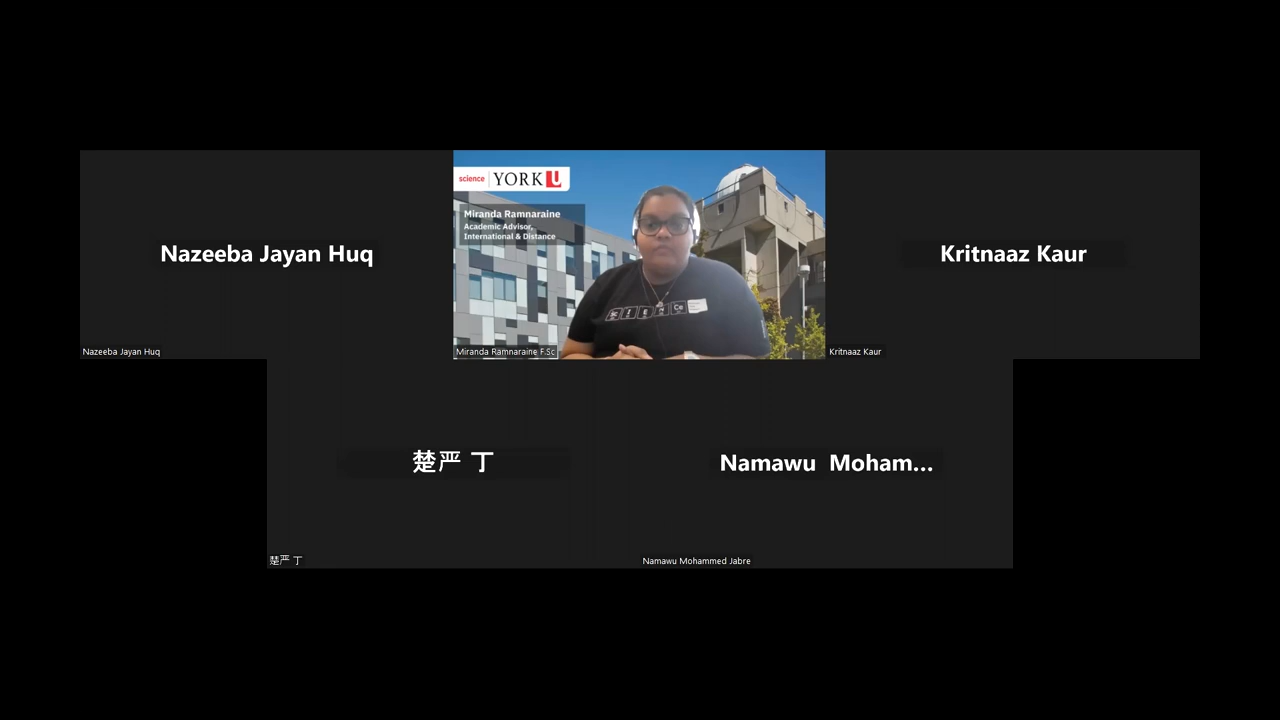 Nazeeba Jayan Huq
Nazeeba Jayan Huq
science YORK U
Miranda Ramnaraine
Academic Advisor,
International & Distance
Ce
Miranda Ramnaraine F.Sc
Kritnaaz Kaur
Kritnaaz Kaur
楚严 丁
楚严 丁
Namawu Moham...
Namawu Mohammed Jabre